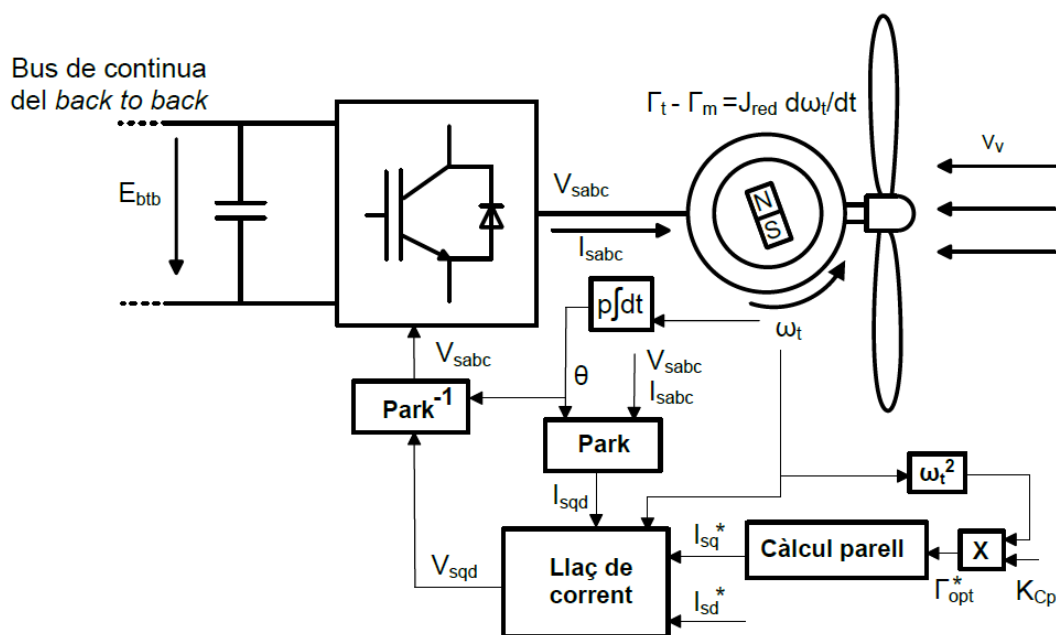 Bus de continua
del back to back
Γt - Γm =Jred dωt/dt
Vv
Ebtb
Vsabc
Isabc
N
S
p∫dt
ωt
Vsabc
θ
Vsabc
Isabc
Park-1
Park
ωt2
Isqd
Isq*
Càlcul parell
X
Vsqd
Llaç de
corrent
Γ*opt
KCp
Isd*